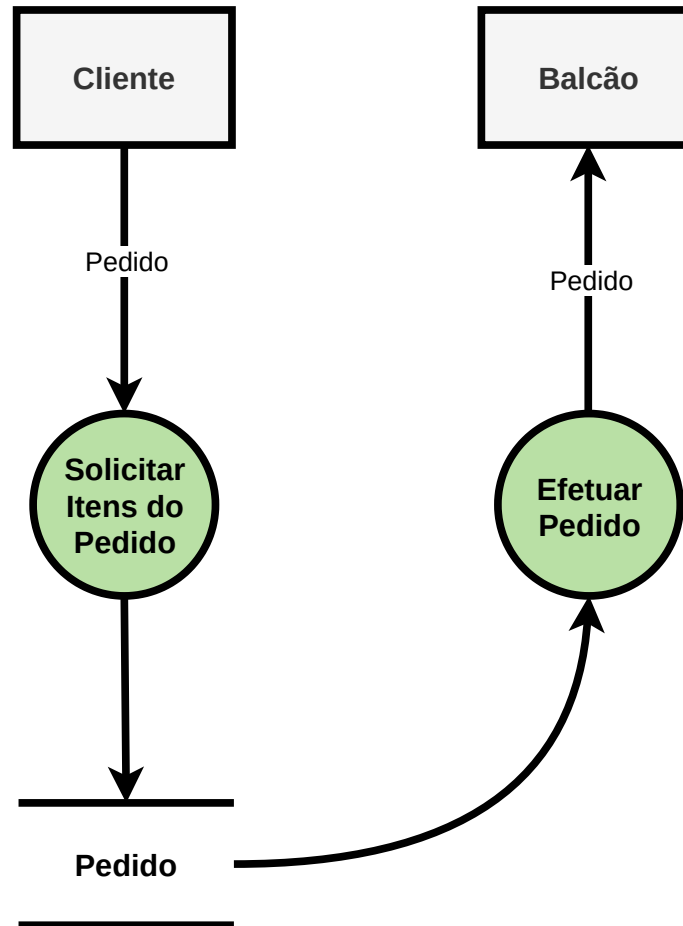 Cliente
Balcão
Pedido
Pedido
Solicitar
Itens do
Pedido
Efetuar
Pedido
Pedido